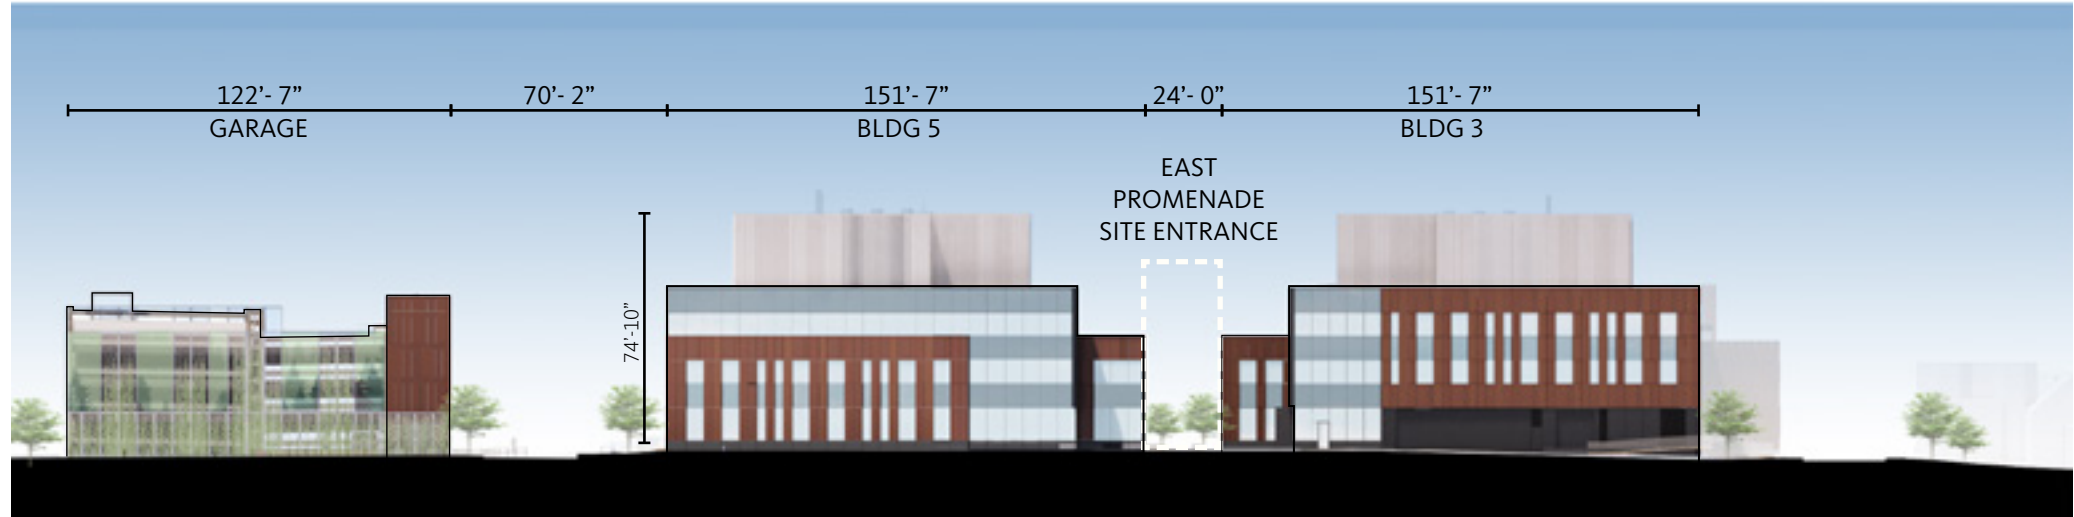 122'- 7"
70'- 2"
151'- 7"
24'- 0"
151'- 7"
GARAGE
BLDG 5
BLDG 3
EAST
PROMENADE
SITE ENTRANCE
74'-10"